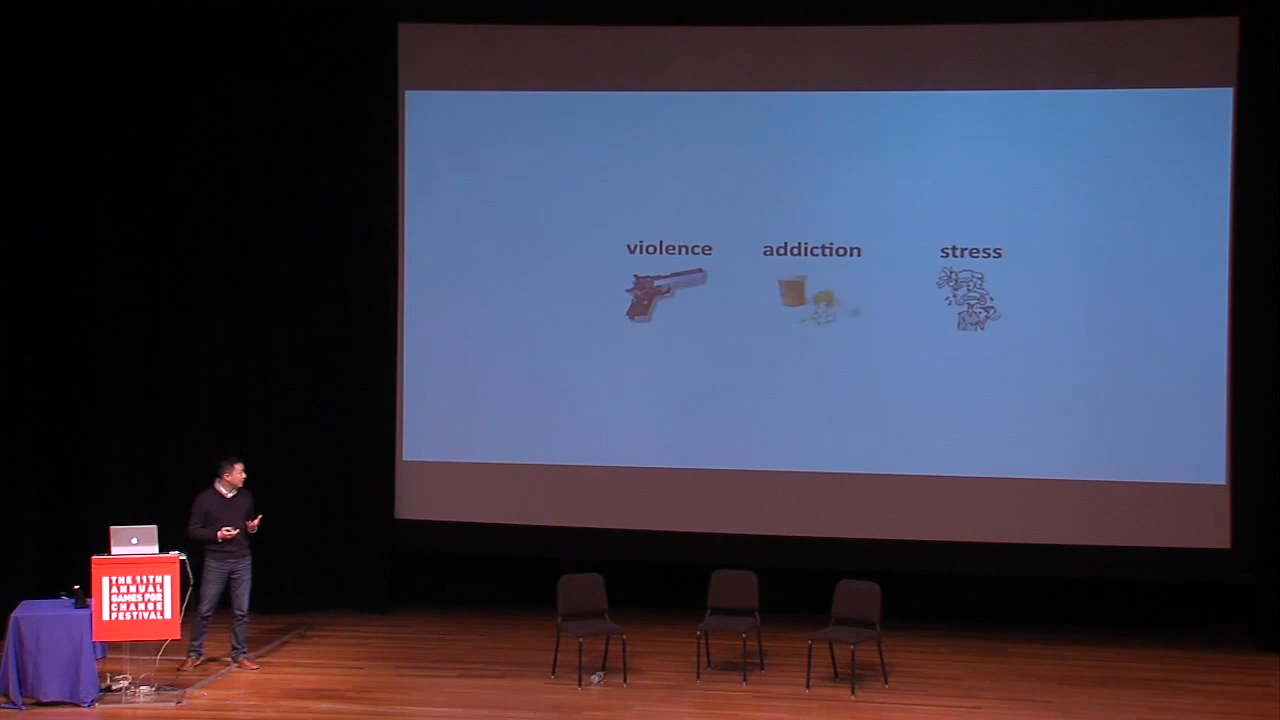 violence addiction stress
THE 11TH
ANNUAL
GAMES FOR
CHANGE
FESTIVAL